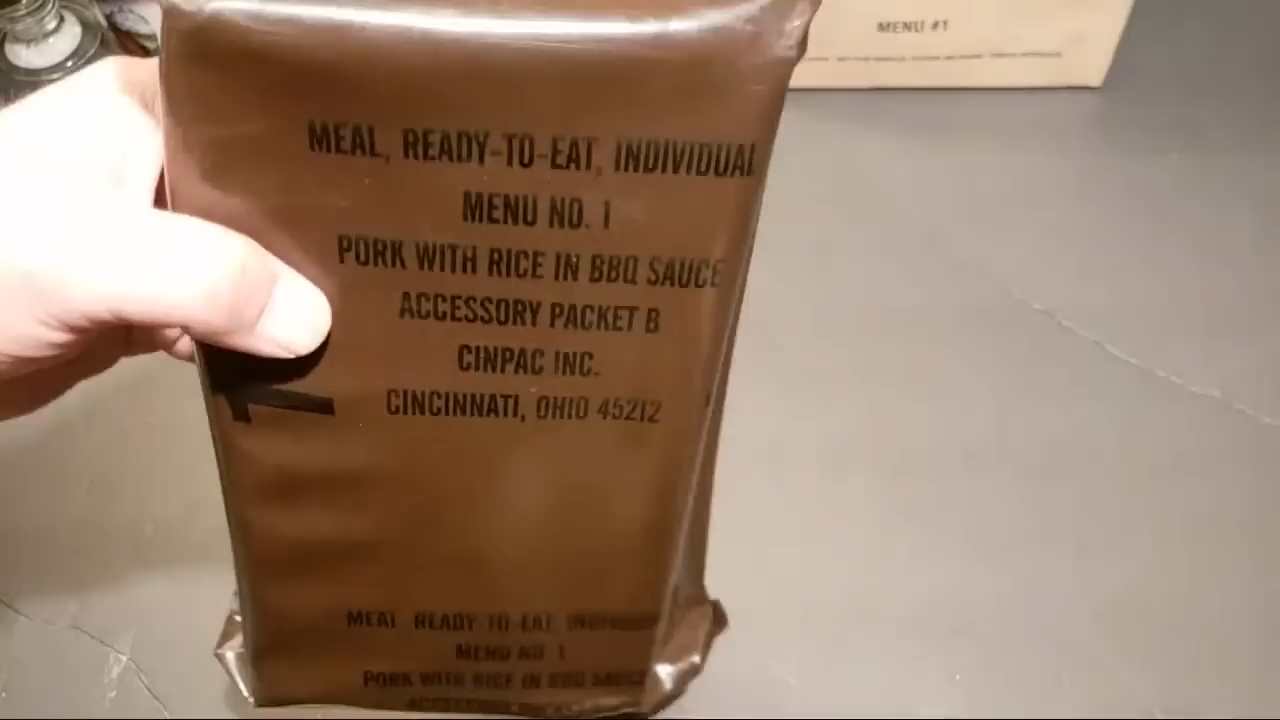 MENU #1
MEAL, READY-TO-EAT, INDIVIDUAL
MENU NO. 1
PORK WITH RICE IN BBQ SAUCE
ACCESSORY PACKET B
CINPAC INC.
CINCINNATI, OHIO 45212
MEAL, READY-TO-EAT, INDIVIDUAL
MENU NO. 1
PORK WITH RICE IN BBQ SAUCE